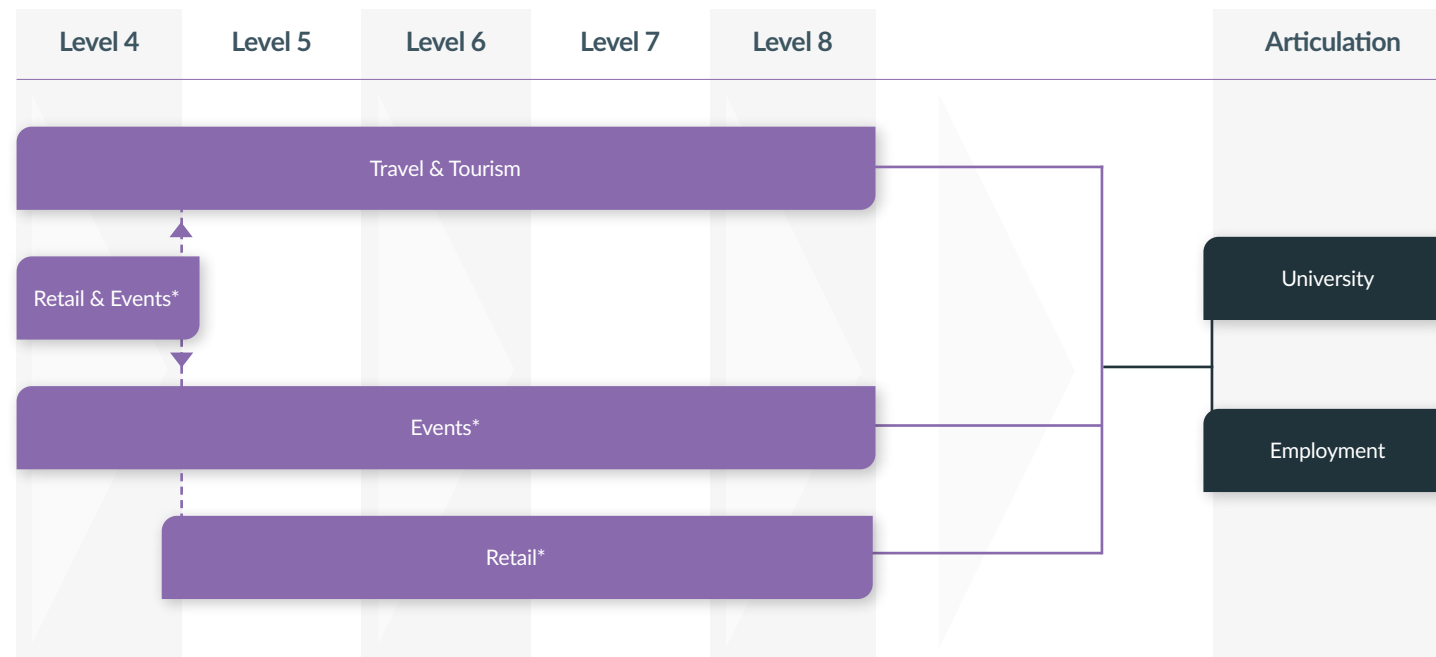 Level 4 Level 5 Level 6 Level 7 Level 8 Articulation
Travel & Tourism
University
Retail & Events*
Events*
Employment
Retail*